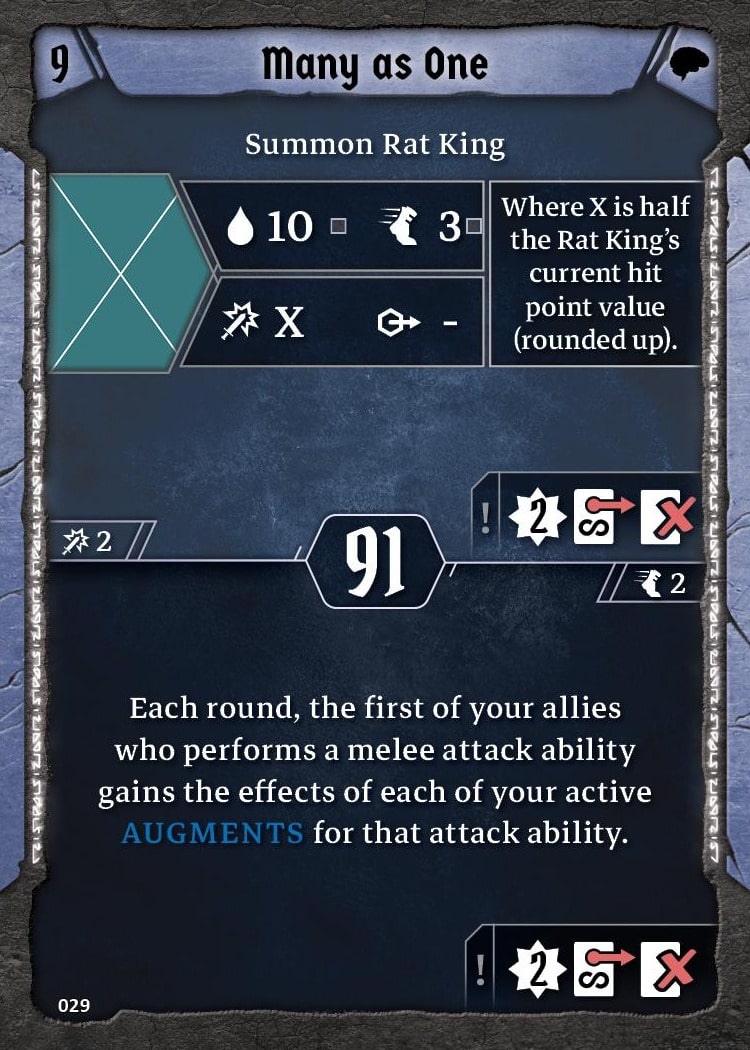 9
Many as One
Summon Rat King
10
3
X
-
Where X is half
the Rat King's
current hit
point value
(rounded up).
! 2
2
91
2
Each round, the first of your allies
who performs a melee attack ability
gains the effects of each of your active
AUGMENTS for that attack ability.
! 2
029